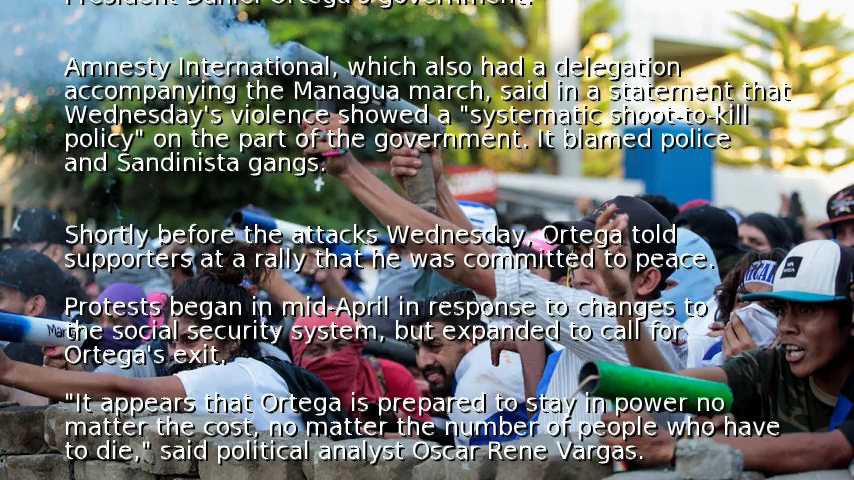 President Daniel Ortega's government.
Amnesty International, which also had a delegation
accompanying the Managua march, said in a statement that
Wednesday's violence showed a "systematic shoot-to-kill
policy" on the part of the government. It blamed police
and Sandinista gangs.
Shortly before the attacks Wednesday, Ortega told
supporters at a rally that he was committed to peace.
Protests began in mid-April in response to changes to
the social security system, but expanded to call for
Ortega's exit.
"It appears that Ortega is prepared to stay in power no
matter the cost, no matter the number of people who have
to die," said political analyst Oscar Rene Vargas.